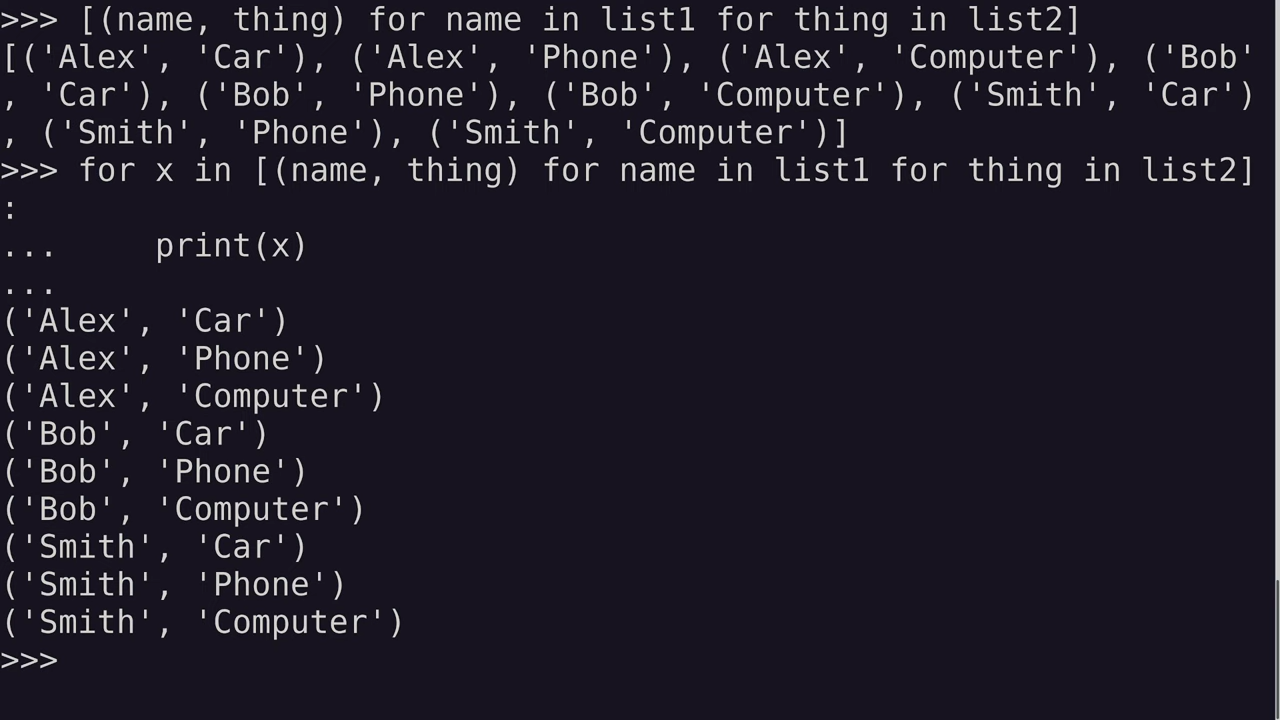 >>> [(name, thing) for name in list1 for thing in list2]
[('Alex', 'Car'), ('Alex', 'Phone'), ('Alex', 'Computer'), ('Bob'
, 'Car'), ('Bob', 'Phone'), ('Bob', 'Computer'), ('Smith', 'Car')
, ('Smith', 'Phone'), ('Smith', 'Computer')]
>>> for x in [(name, thing) for name in list1 for thing in list2]
:
...     print(x)
...
('Alex', 'Car')
('Alex', 'Phone')
('Alex', 'Computer')
('Bob', 'Car')
('Bob', 'Phone')
('Bob', 'Computer')
('Smith', 'Car')
('Smith', 'Phone')
('Smith', 'Computer')
>>>